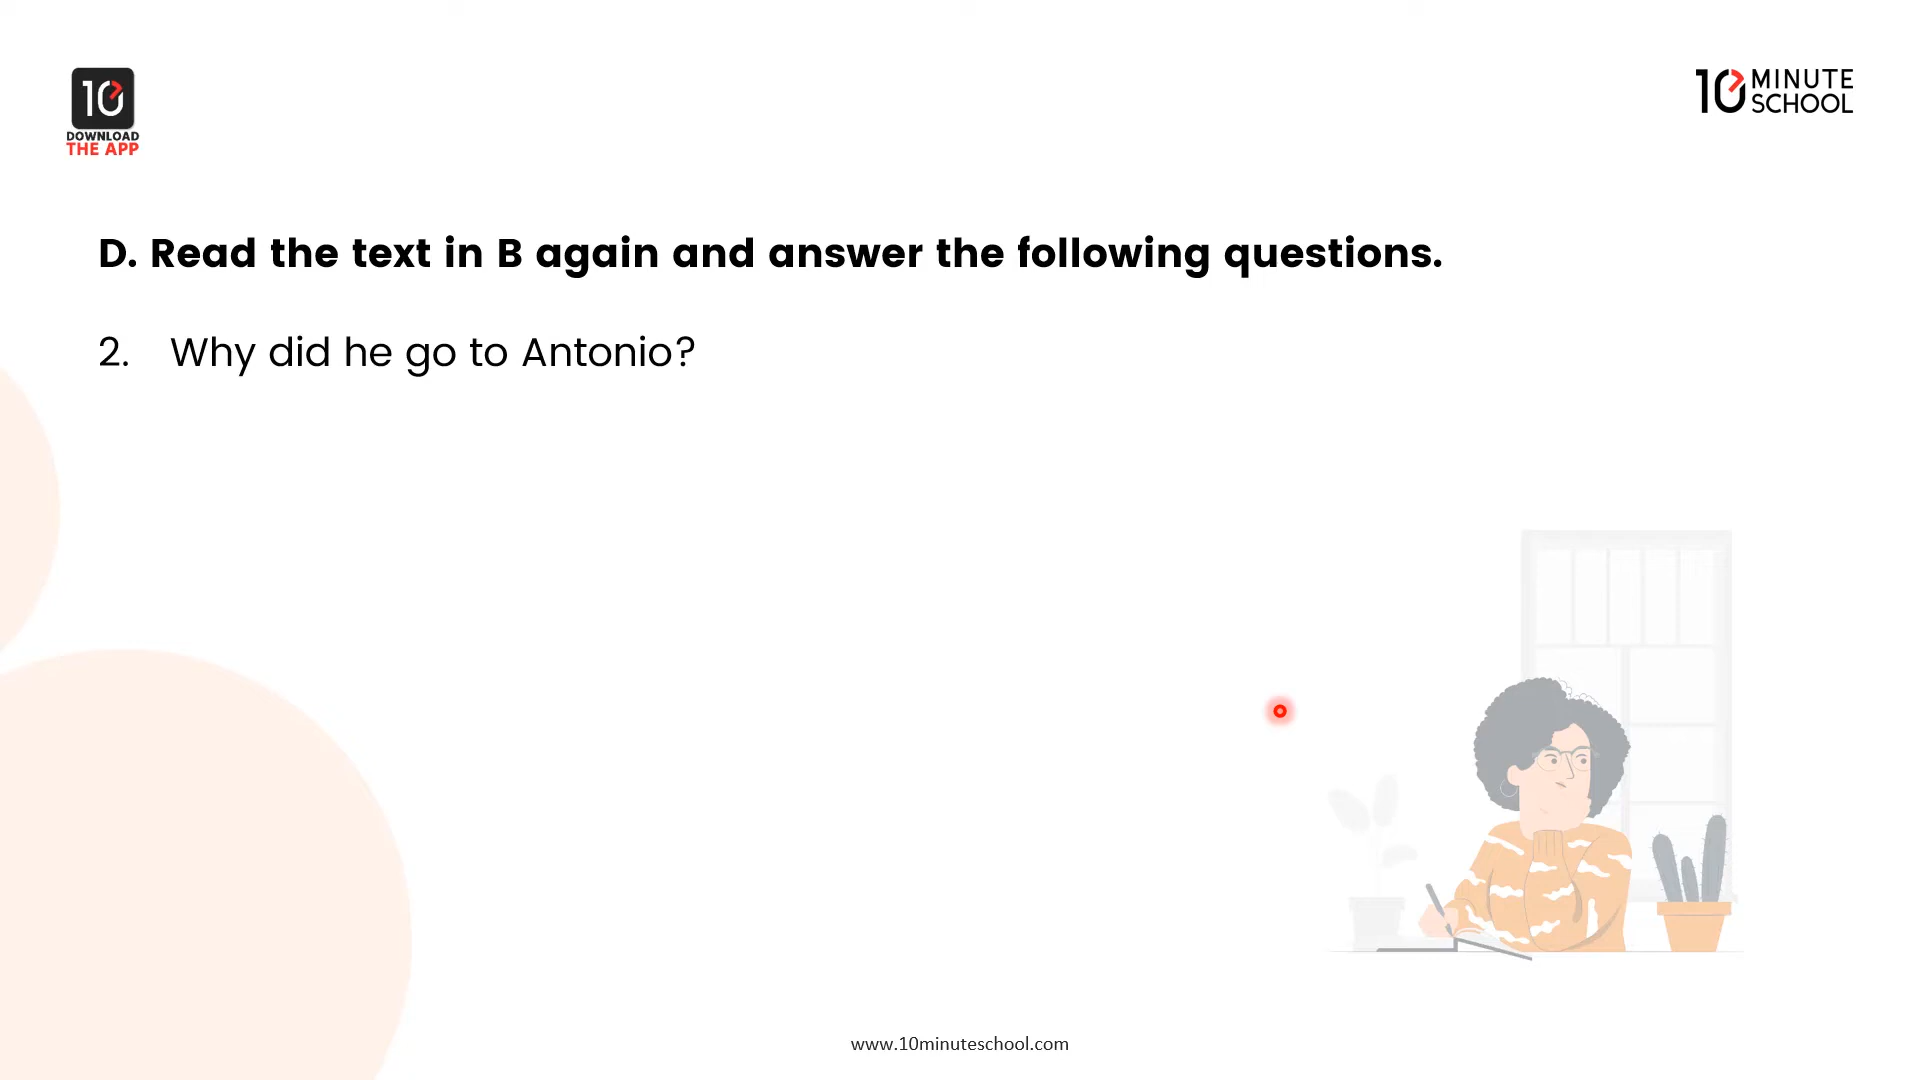 10
DOWNLOAD
THE APP
10 MINUTE
SCHOOL
D. Read the text in B again and answer the following questions.
2. Why did he go to Antonio?
www.10minuteschool.com